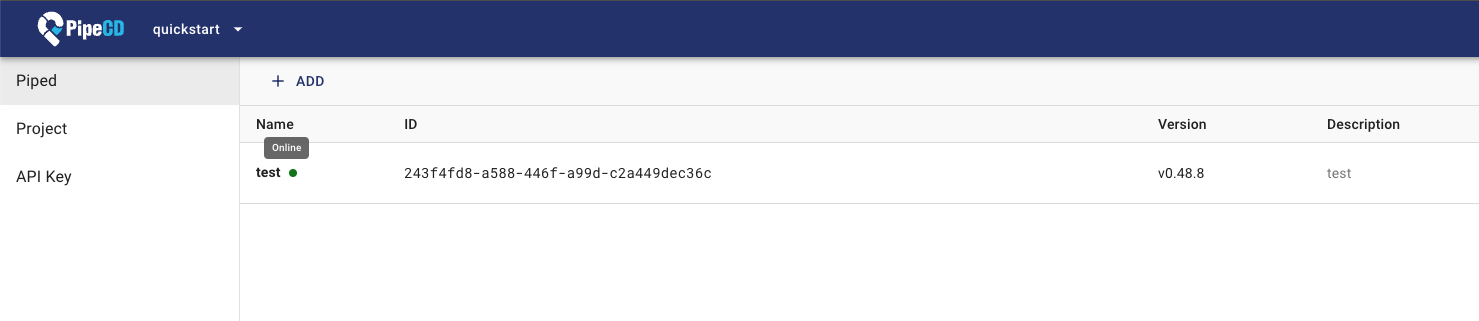 PipeCD quickstart
Piped
Project
API Key
+ ADD
Name ID Version Description
Online
test 243f4fd8-a588-446f-a99d-c2a449dec36c v0.48.8 test